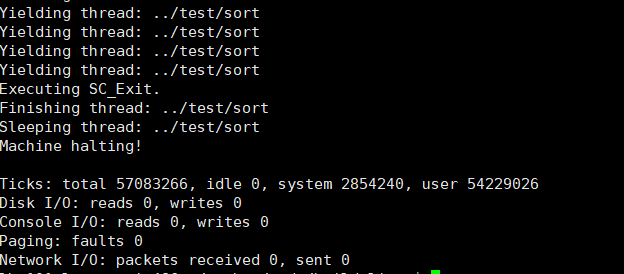 Yielding thread: ../test/sort
Yielding thread: ../test/sort
Yielding thread: ../test/sort
Yielding thread: ../test/sort
Executing SC_Exit.
Finishing thread: ../test/sort
Sleeping thread: ../test/sort
Machine halting!
Ticks: total 57083266, idle 0, system 2854240, user 54229026
Disk I/O: reads 0, writes 0
Console I/O: reads 0, writes 0
Paging: faults 0
Network I/O: packets received 0, sent 0